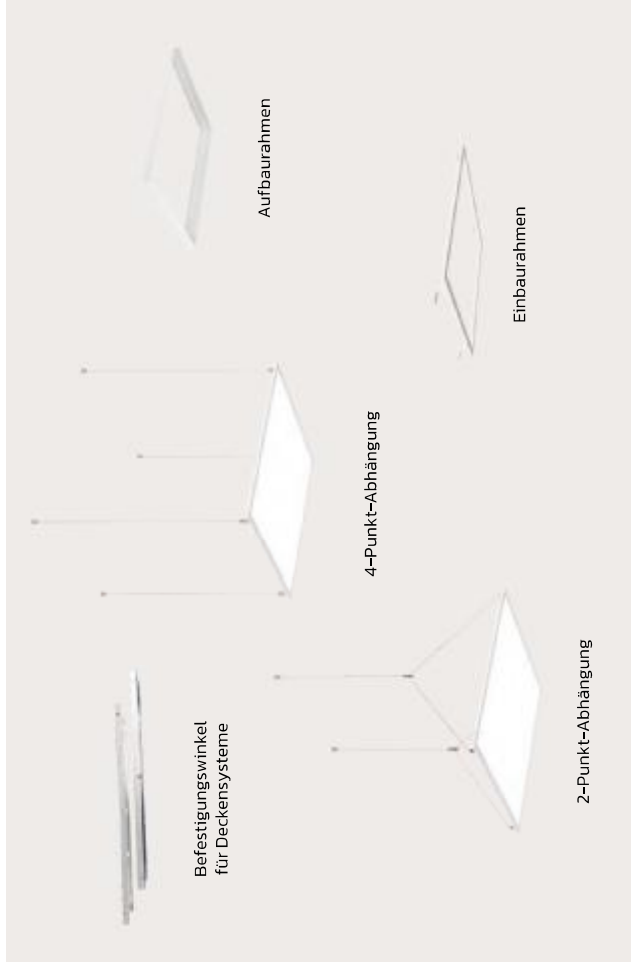 Befestigungswinkel
für Deckensysteme
4-Punkt-Abhängung
Aufbaurahmen
2-Punkt-Abhängung
Einbaurahmen